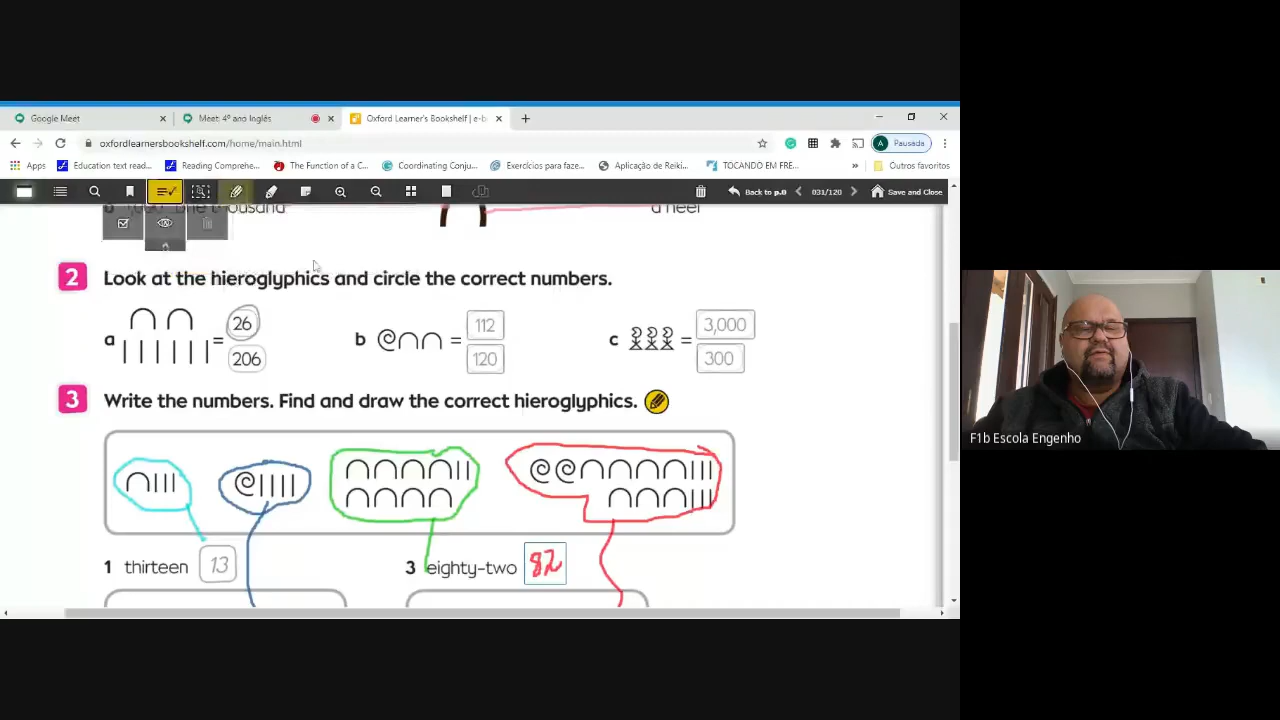 Google Meet
Meet: 4º ano Inglês
Oxford Learner's Bookshelf | e-b
oxfordlearnersbookshelf.com/home/main.html
A Pausada
Apps
Education text read...
Reading Comprehe...
The Function of a C...
Coordinating Conju...
Exercícios para faze...
Aplicação de Reiki...
TOCANDO EM FRE...
»
Outros favoritos
Back to p.0
031/120
Save and Close
one thousand
a heel
2 Look at the hieroglyphics and circle the correct numbers.
a = 26
206
b = 112
120
c = 3,000
300
3 Write the numbers. Find and draw the correct hieroglyphics.
1 thirteen 13
3 eighty-two 82
F1b Escola Engenho